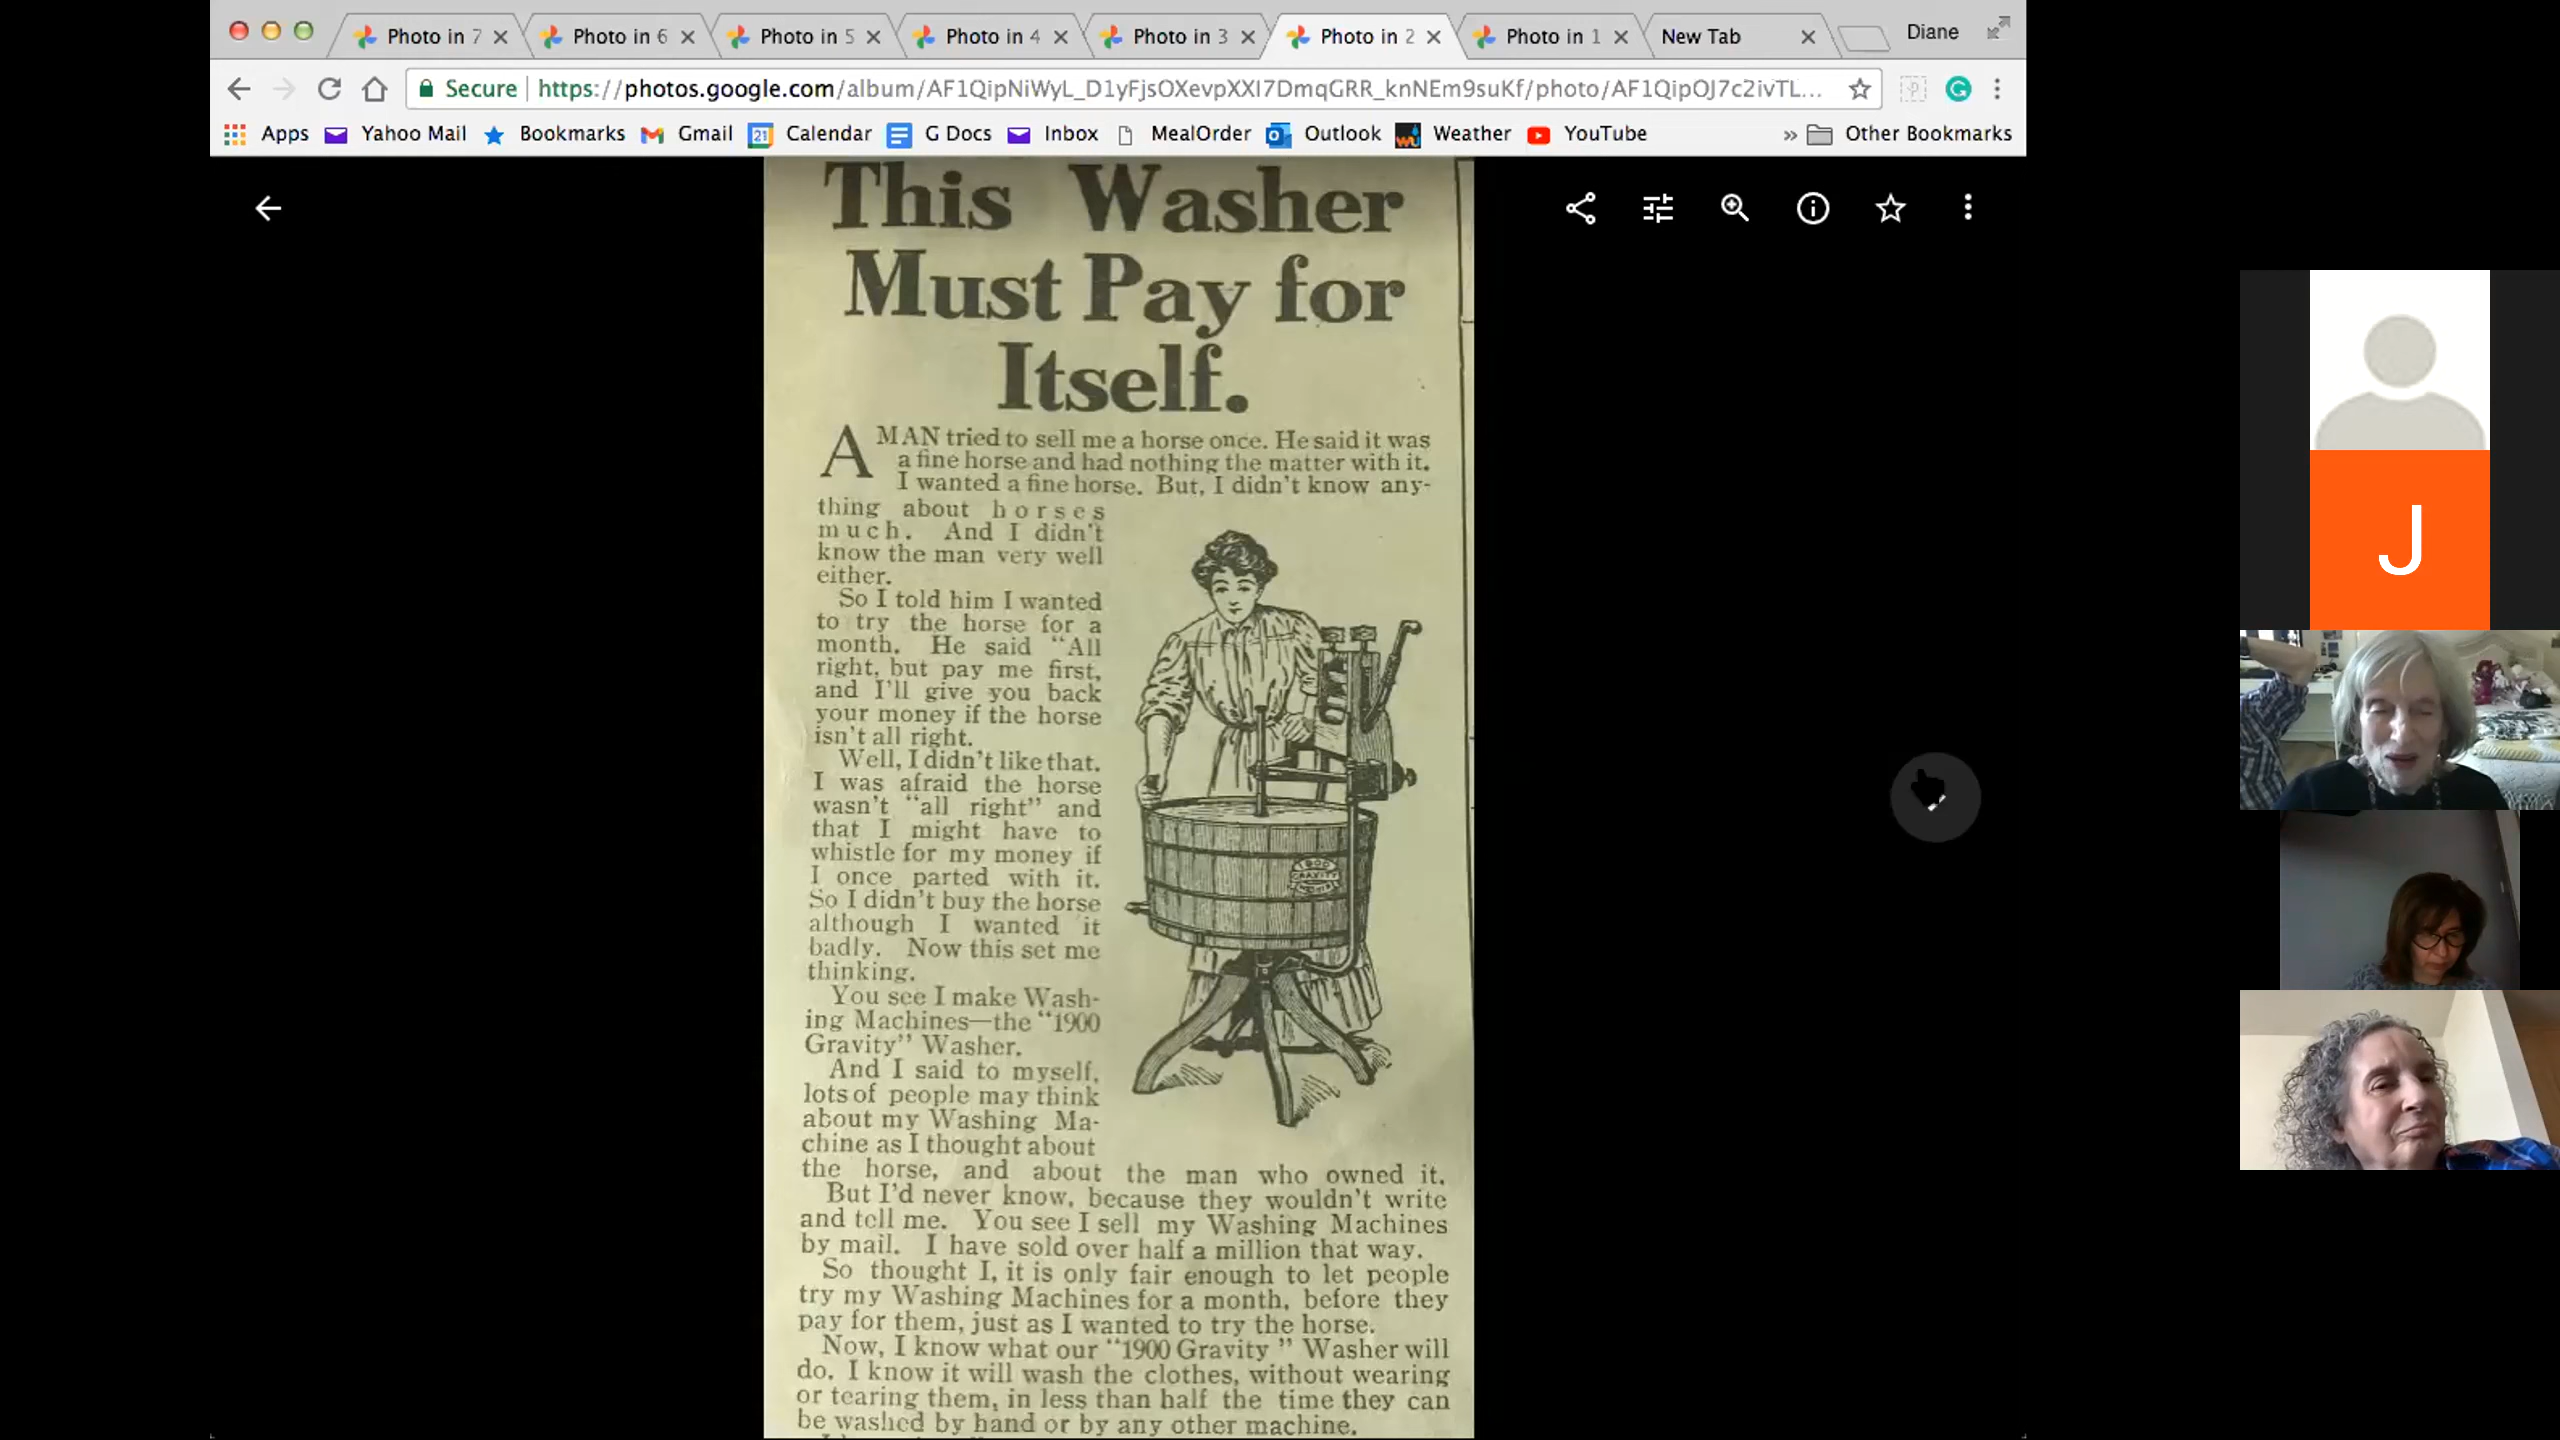 Photo in 7
Photo in 6
Photo in 5
Photo in 4
Photo in 3
Photo in 2
Photo in 1
New Tab
Diane
Secure
https://photos.google.com/album/AF1QipNiWyL_D1yFjsOXevpXXI7DmqGRR_knNEm9suKf/photo/AF1QipOJ7c2ivTL...
Apps
Yahoo Mail
Bookmarks
Gmail
21
Calendar
G Docs
Inbox
MealOrder
Outlook
Weather
YouTube
»
Other Bookmarks
This Washer
Must Pay for
Itself.
A MAN tried to sell me a horse once. He said it was
a fine horse and had nothing the matter with it.
I wanted a fine horse. But, I didn't know any-
thing about horses
much. And I didn't
know the man very well
either.
So I told him I wanted
to try the horse for a
month. He said "All
right, but pay me first,
and I'll give you back
your money if the horse
isn't all right.
Well, I didn't like that.
I was afraid the horse
wasn't "all right" and
that I might have to
whistle for my money if
I once parted with it.
So I didn't buy the horse
although I wanted it
badly. Now this set me
thinking.
You see I make Wash-
ing Machines—the "1900
Gravity" Washer.
And I said to myself,
lots of people may think
about my Washing Ma-
chine as I thought about
the horse, and about the man who owned it.
But I'd never know, because they wouldn't write
and tell me. You see I sell my Washing Machines
by mail. I have sold over half a million that way.
So thought I, it is only fair enough to let people
try my Washing Machines for a month, before they
pay for them, just as I wanted to try the horse.
Now, I know what our "1900 Gravity" Washer will
do. I know it will wash the clothes, without wearing
or tearing them, in less than half the time they can
be washed by hand or by any other machine.
GRAVITY
J